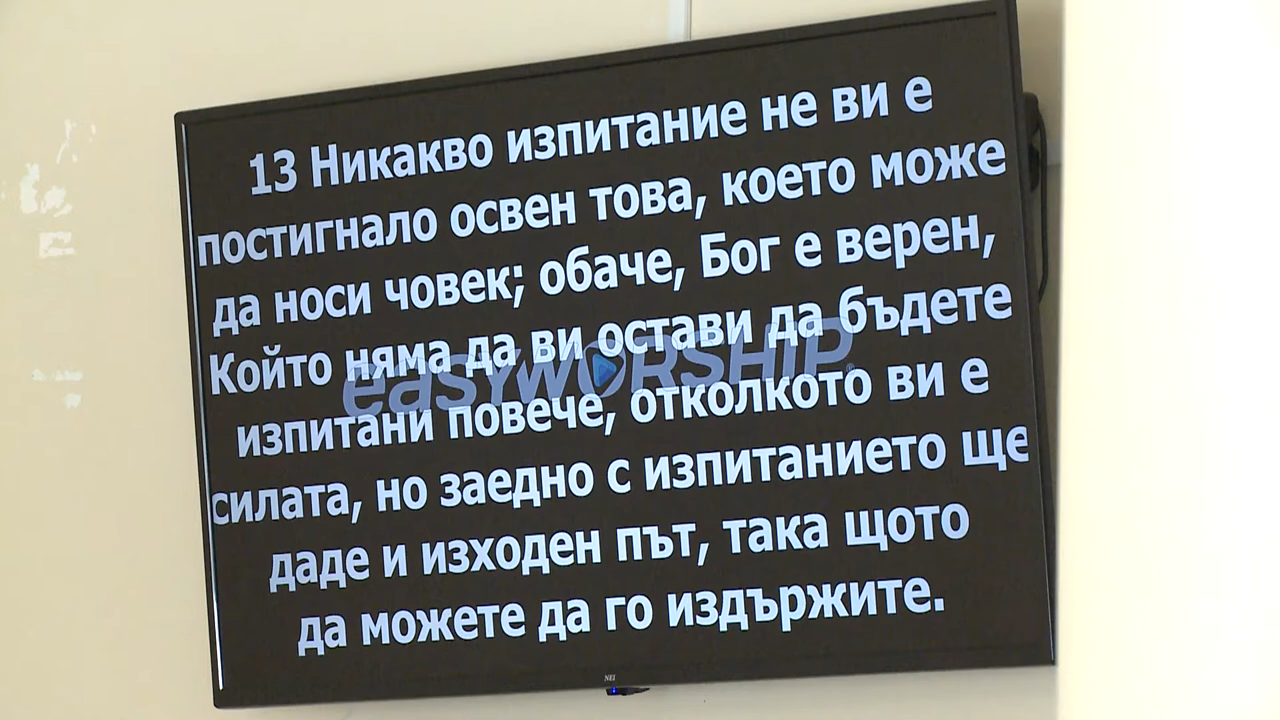 13 Никакво изпитание не ви е
постигнало освен това, което може
да носи човек; обаче, Бог е верен,
Който няма да ви остави да бъдете
easyworship
изпитани повече, отколкото ви е
силата, но заедно с изпитанието ще
даде и изходен път, така щото
да можете да го издържите.
NEI